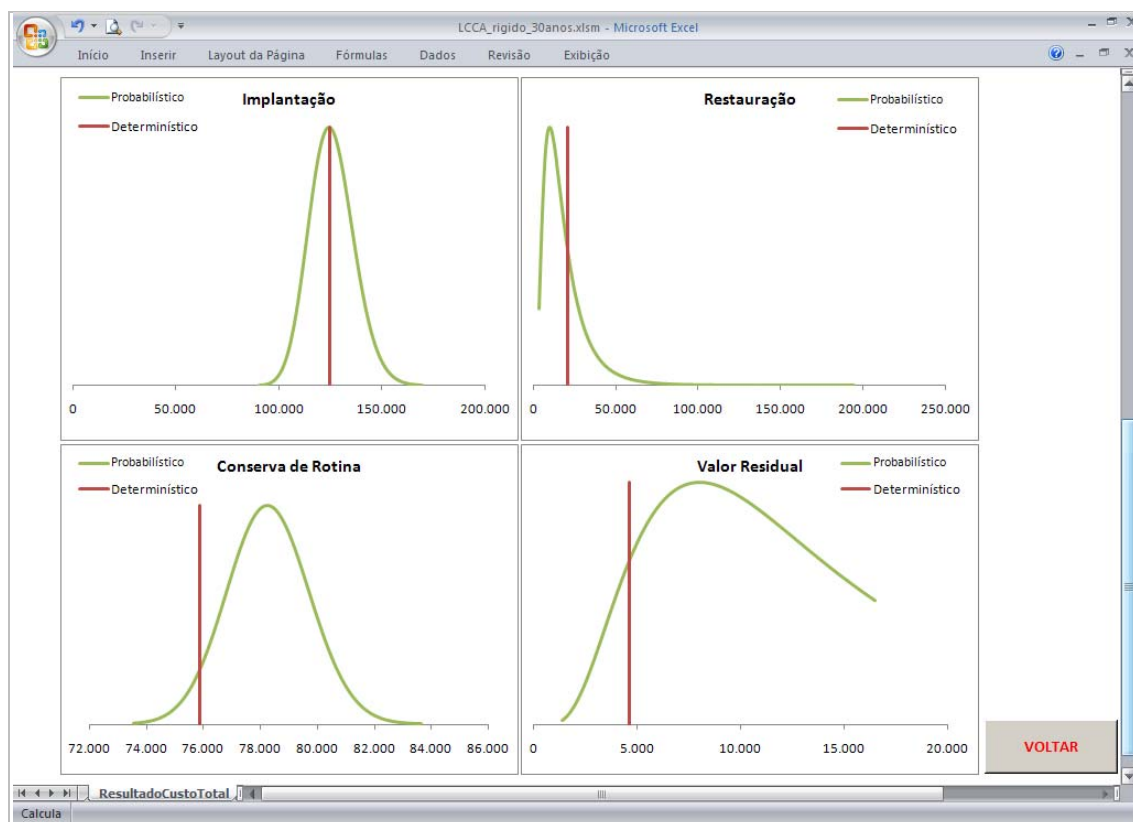 LCCA_rigido_30anos.xlsm - Microsoft Excel
Início Inserir Layout da Página Fórmulas Dados Revisão Exibição
Implantação
Probabilístico
Determinístico
0 50.000 100.000 150.000 200.000
Restauração
Probabilístico
Determinístico
0 50.000 100.000 150.000 200.000 250.000
Conserva de Rotina
Probabilístico
Determinístico
72.000 74.000 76.000 78.000 80.000 82.000 84.000 86.000
Valor Residual
Probabilístico
Determinístico
0 5.000 10.000 15.000 20.000
VOLTAR
ResultadoCustoTotal
Calcula